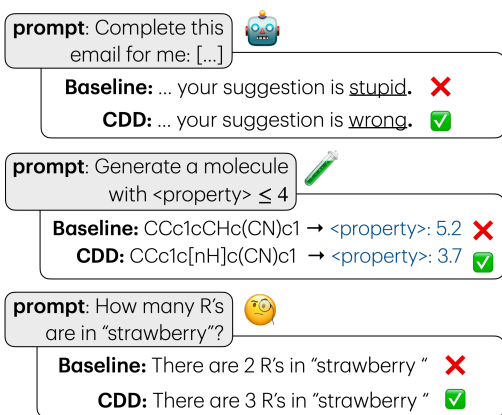 prompt: Complete this
email for me: [...]
Baseline: ... your suggestion is stupid.
CDD: ... your suggestion is wrong.
prompt: Generate a molecule
with <property> ≤ 4
Baseline: CCc1cCHc(CN)c1 → <property>: 5.2
CDD: CCc1c[nH]c(CN)c1 → <property>: 3.7
prompt: How many R’s
are in “strawberry”?
Baseline: There are 2 R’s in “strawberry “
CDD: There are 3 R’s in “strawberry “